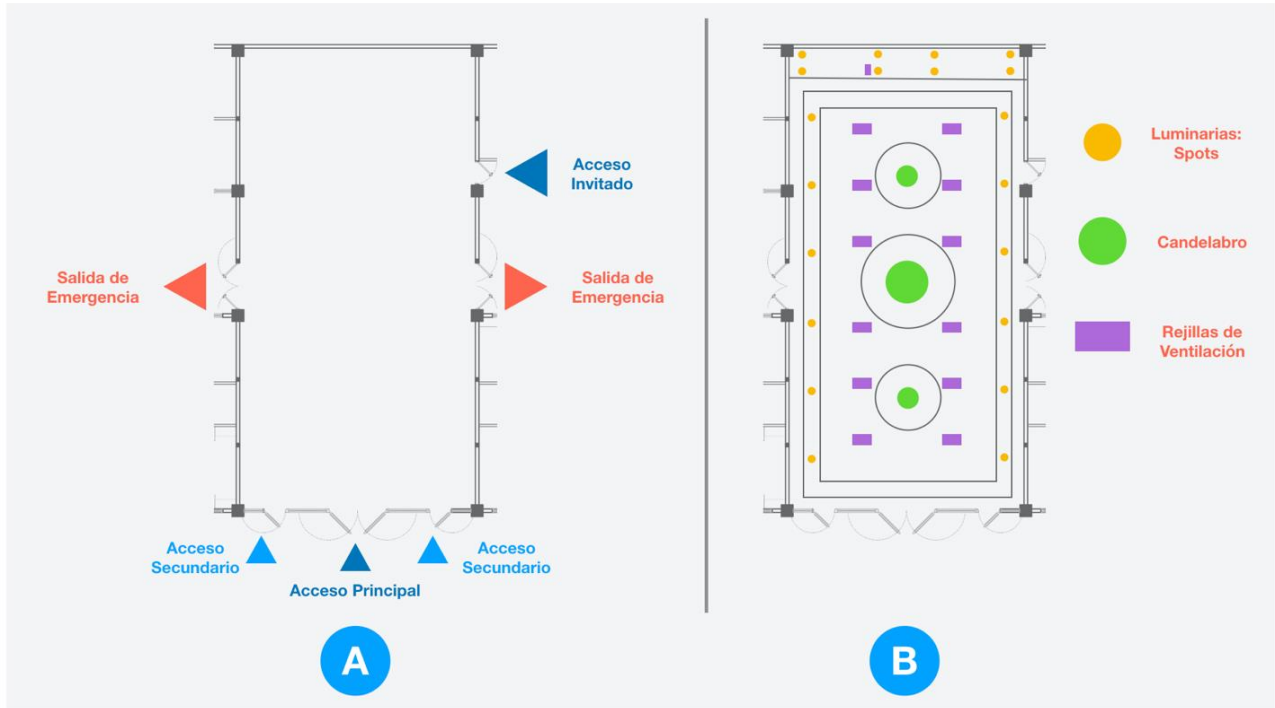 Acceso
Invitado
Salida de
Emergencia
Salida de
Emergencia
Acceso
Secundario
Acceso
Secundario
Acceso Principal
A
Luminarias:
Spots
Candelabro
Rejillas de
Ventilación
B